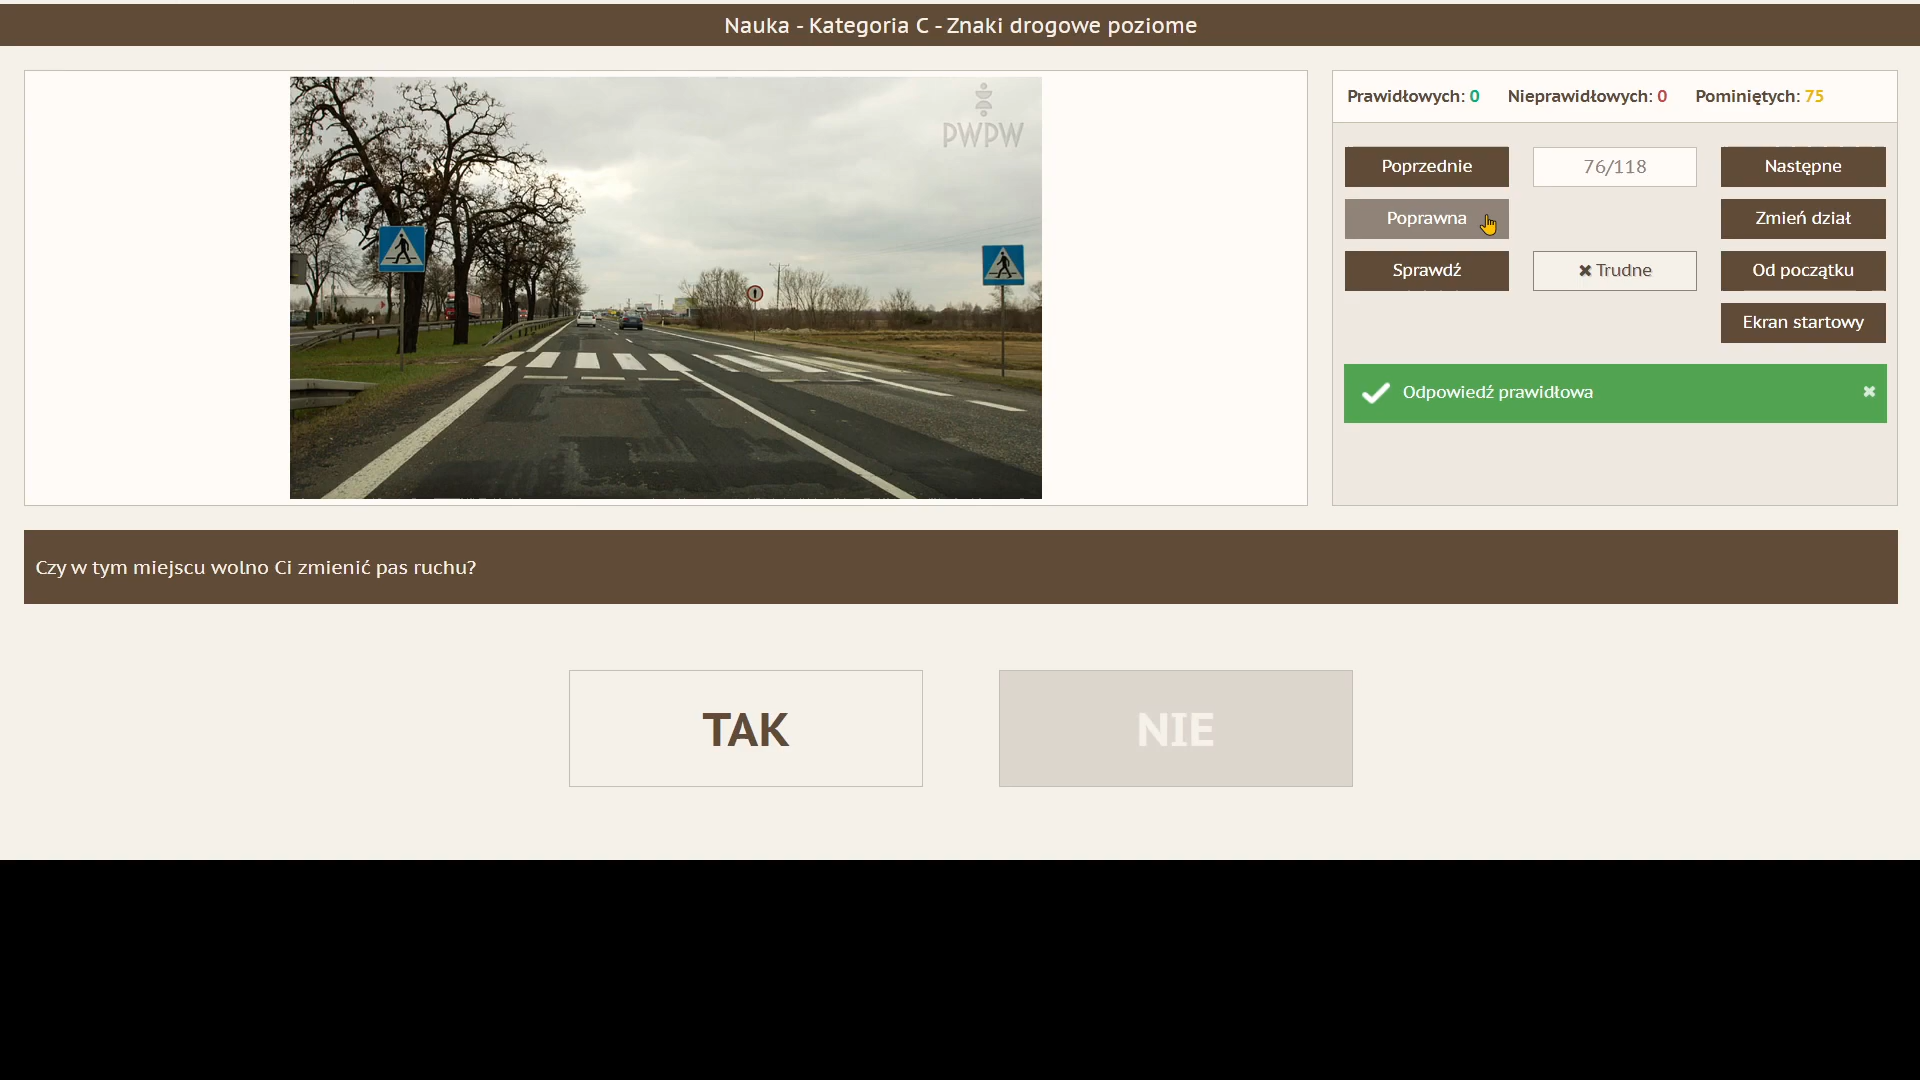 Nauka - Kategoria C - Znaki drogowe poziome
PWPW
Prawidłowych: 0 Nieprawidłowych: 0 Pominiętych: 75
Poprzednie 76/118 Następne
Poprawna Zmień dział
Sprawdź ✖ Trudne Od początku
Ekran startowy
Odpowiedź prawidłowa
Czy w tym miejscu wolno Ci zmienić pas ruchu?
TAK NIE